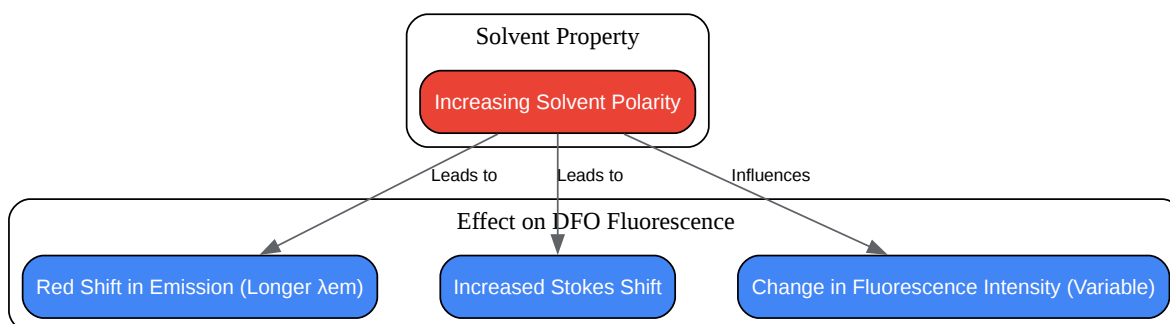 Solvent Property
Increasing Solvent Polarity
Leads to
Leads to
Influences
Effect on DFO Fluorescence
Red Shift in Emission (Longer λem)
Increased Stokes Shift
Change in Fluorescence Intensity (Variable)